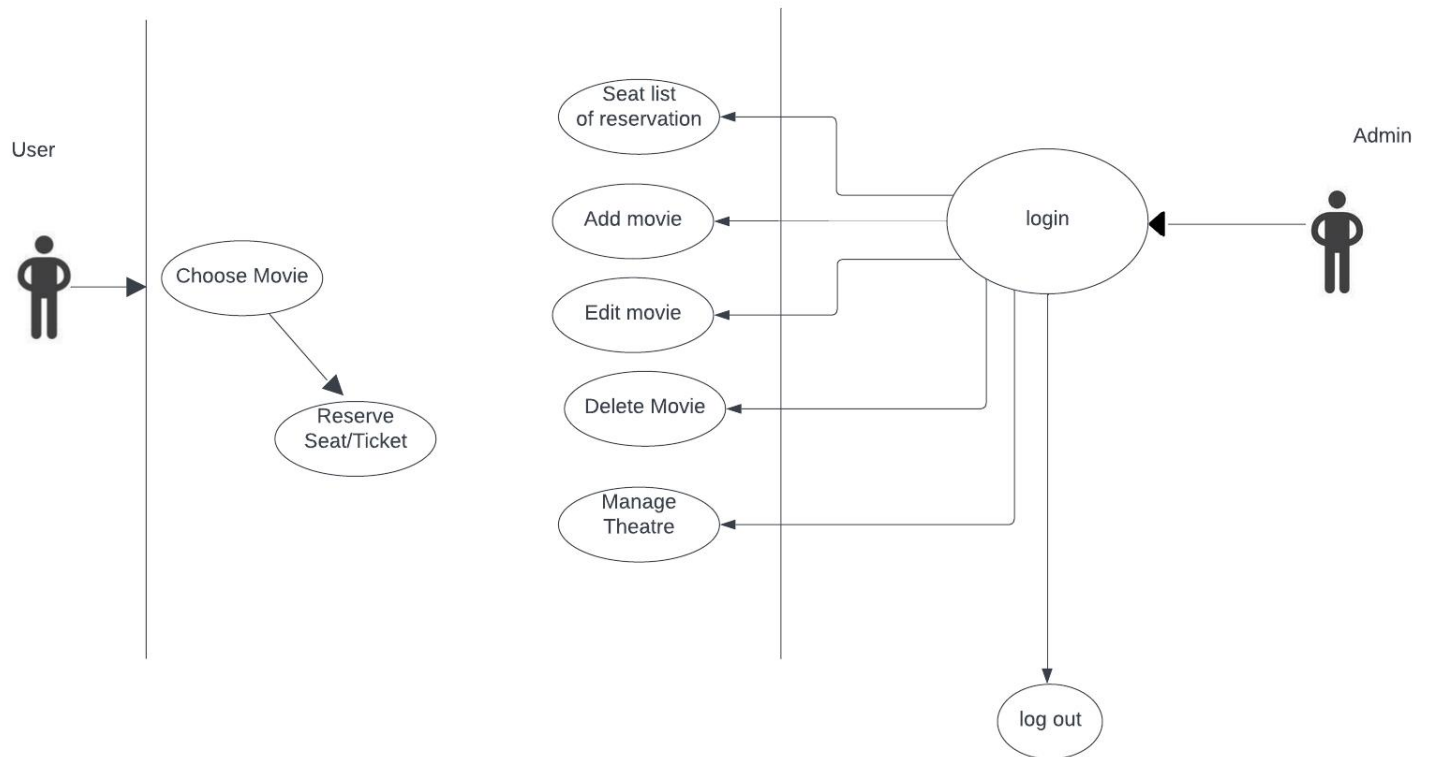 User
Choose Movie
Reserve
Seat/Ticket
Seat list
of reservation
Add movie
Edit movie
Delete Movie
Manage
Theatre
login
log out
Admin